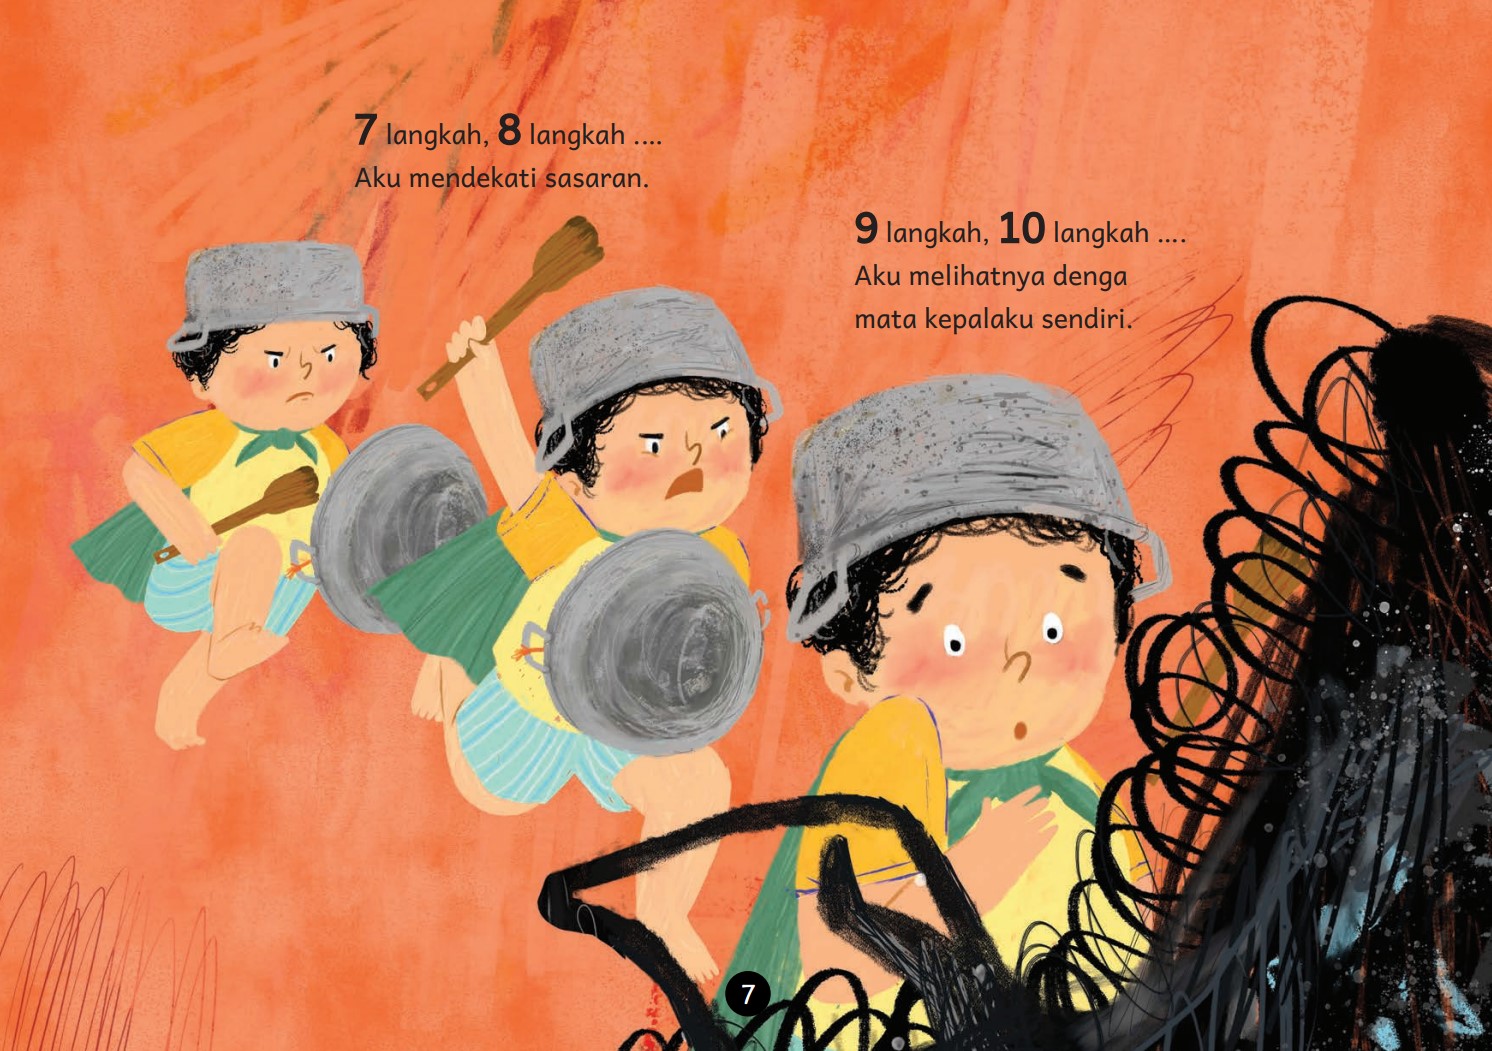 7 langkah, 8 langkah ....
Aku mendekati sasaran.
9 langkah, 10 langkah ....
Aku melihatnya denga
mata kepalaku sendiri.
7